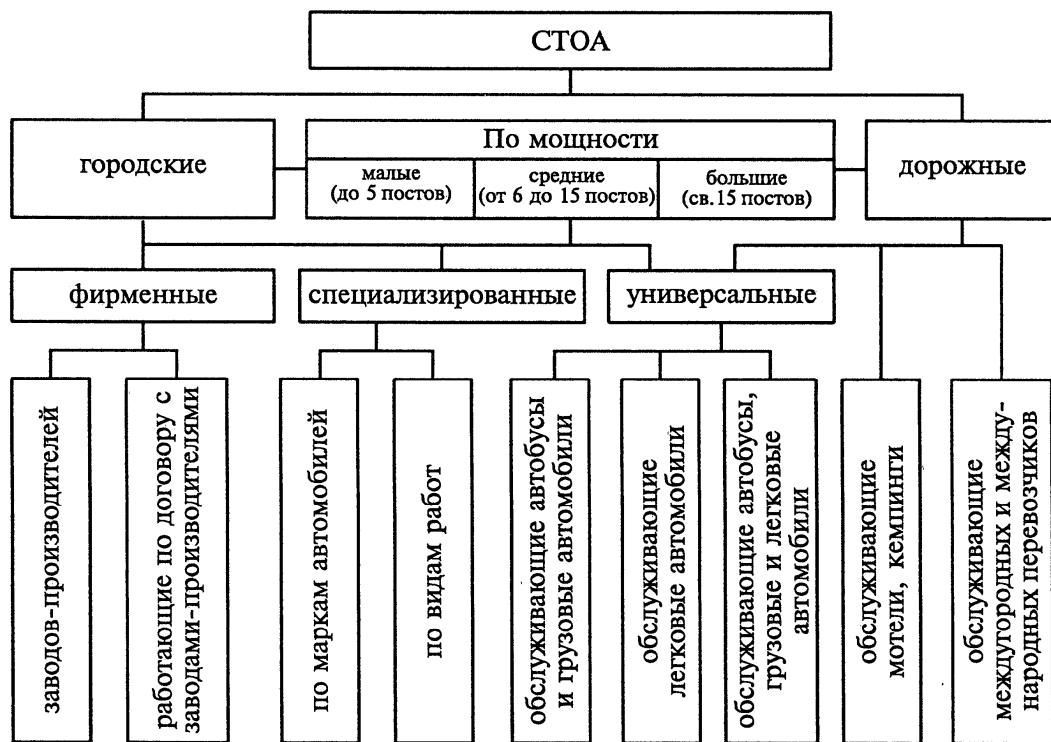 СТОА
городские
По мощности
дорожные
малые
(до 5 постов)
средние
(от 6 до 15 постов)
большие
(св.15 постов)
фирменные
специализированные
универсальные
заводов-производителей
работающие по договору с
заводами-производителями
по маркам автомобилей
по видам работ
обслуживающие автобусы
и грузовые автомобили
обслуживающие
легковые автомобили
обслуживающие автобусы,
грузовые и легковые
автомобили
обслуживающие
мотели, кемпинги
обслуживающие
междугородных и между-
народных перевозчиков